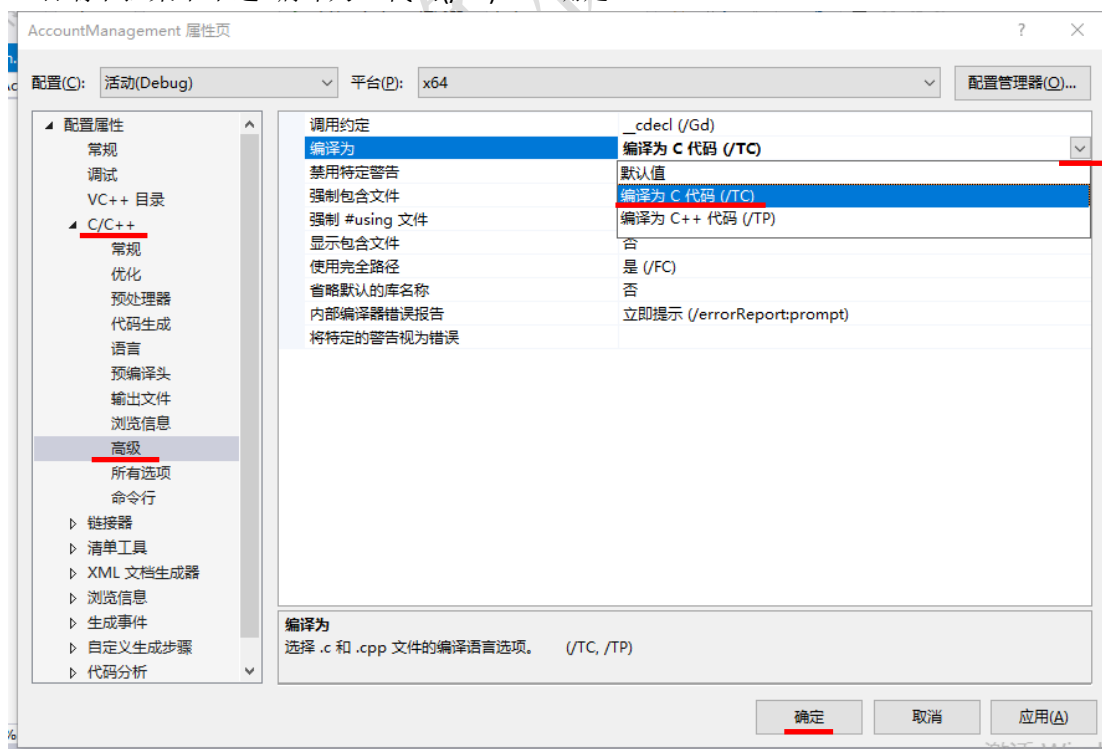 AccountManagement 属性页
配置(C): 活动(Debug) 平台(P): x64 配置管理器(O)...
配置属性
常规
调试
VC++ 目录
C/C++
常规
优化
预处理器
代码生成
语言
预编译头
输出文件
浏览信息
高级
所有选项
命令行
链接器
清单工具
XML 文档生成器
浏览信息
生成事件
自定义生成步骤
代码分析
调用约定 __cdecl (/Gd)
编译为 编译为 C 代码 (/TC)
禁用特定警告 默认值
强制包含文件 编译为 C 代码 (/TC)
强制 #using 文件 编译为 C++ 代码 (/TP)
显示包含文件 否
使用完全路径 是 (/FC)
省略默认的库名称 否
内部编译器错误报告 立即提示 (/errorReport:prompt)
将特定的警告视为错误
编译为
选择 .c 和 .cpp 文件的编译语言选项。 (/TC, /TP)
确定 取消 应用(A)